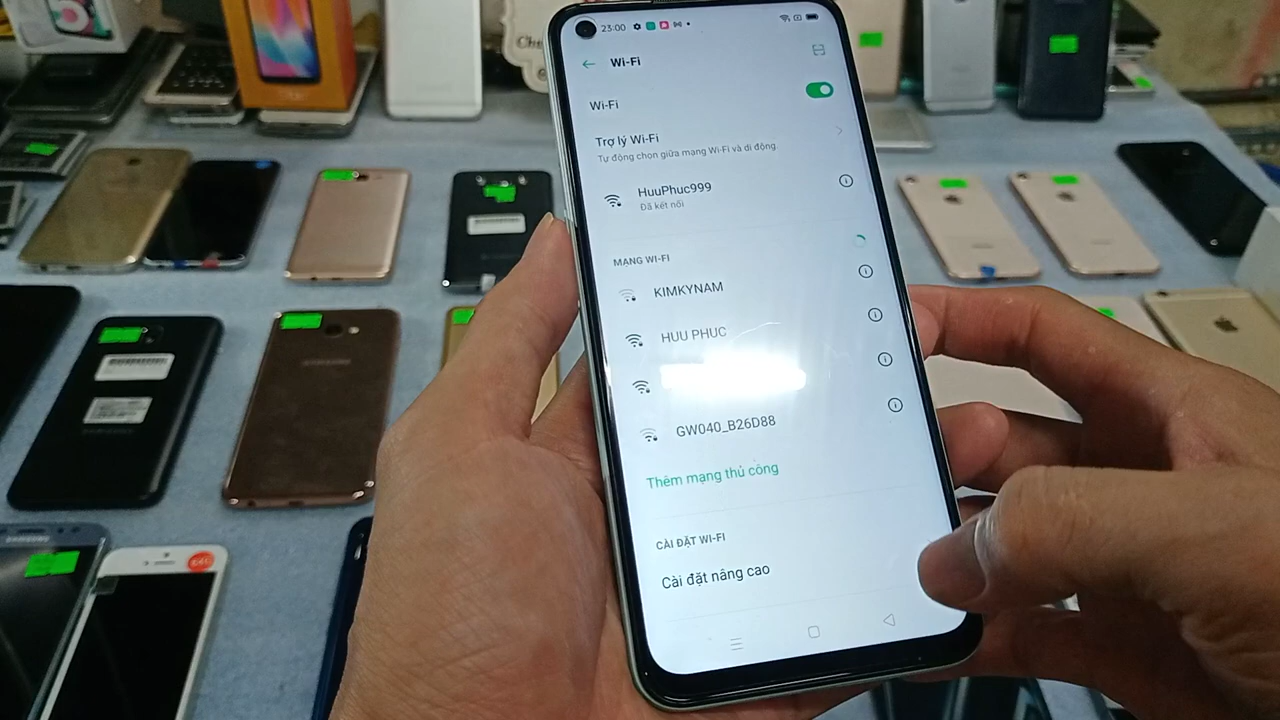 23:00
Wi-Fi
Wi-Fi
Trợ lý Wi-Fi
Tự động chọn giữa mạng Wi-Fi và di động
HuuPhuc999
Đã kết nối
MẠNG WI-FI
KIMKYNAM
HUU PHUC
GW040_B26D88
Thêm mạng thủ công
CÀI ĐẶT WI-FI
Cài đặt nâng cao
SAMSUNG